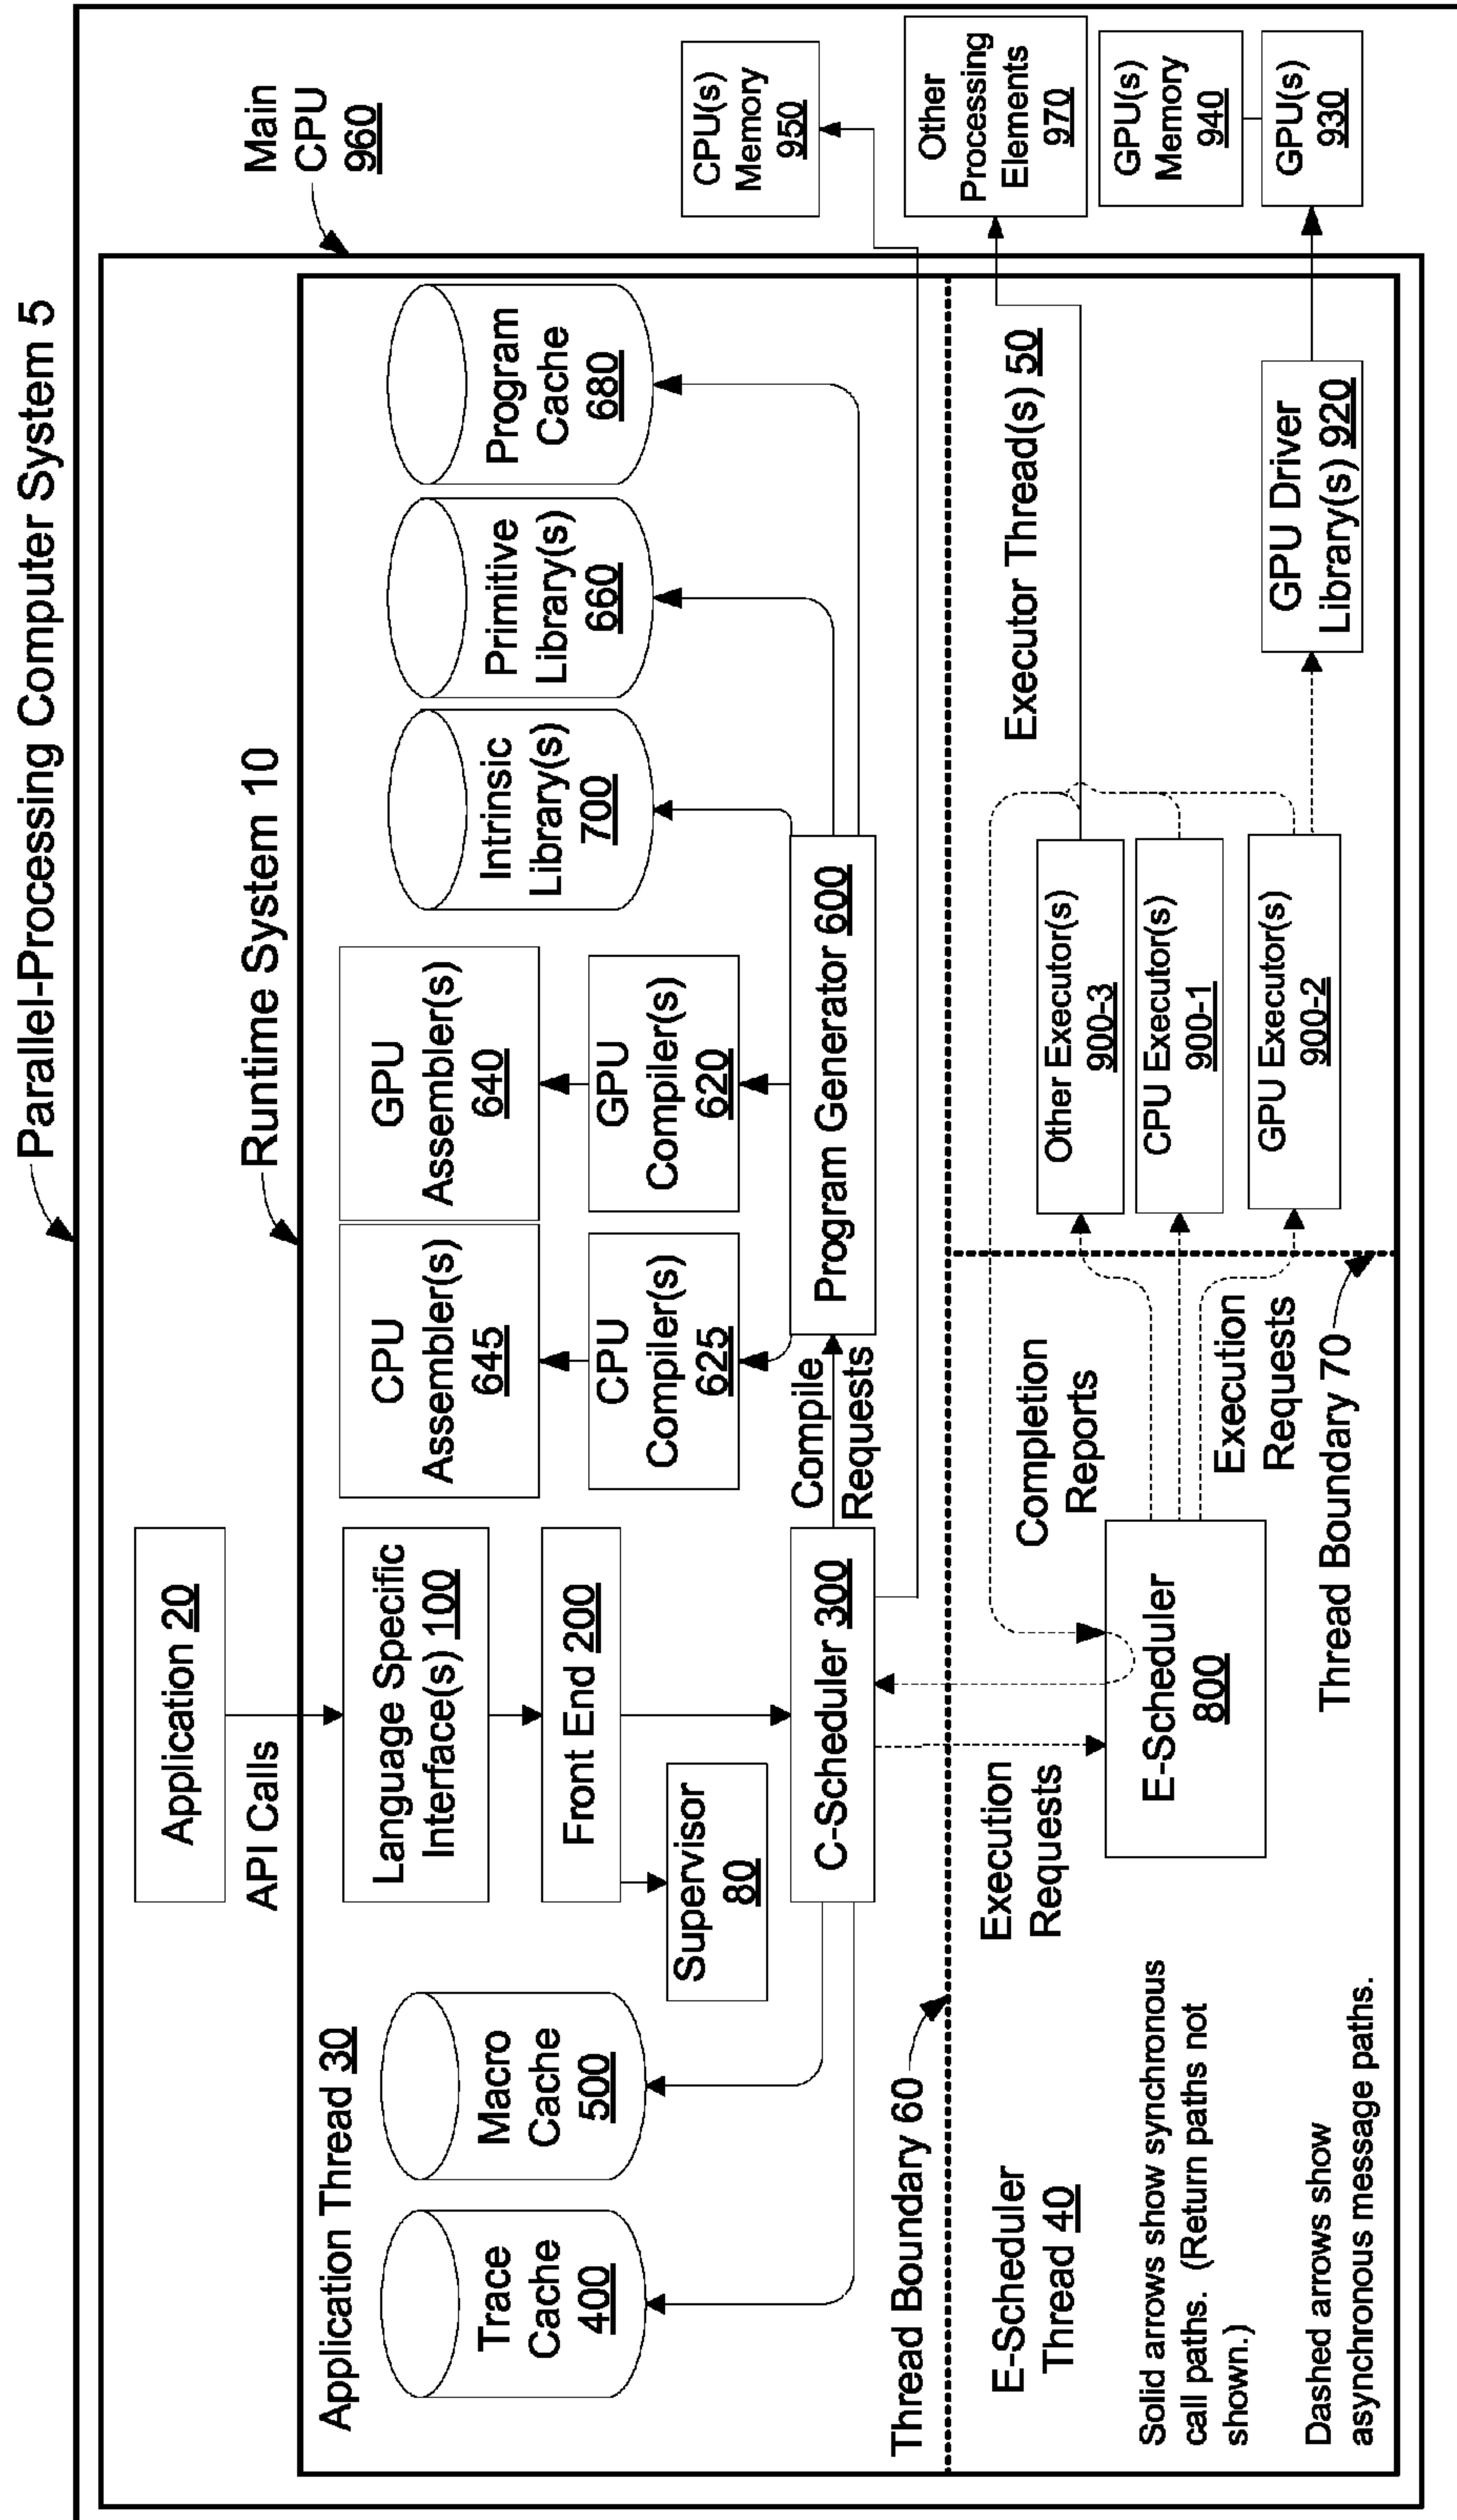 Parallel-Processing Computer System 5
Runtime System 10
Main
CPU
960
Application 20
API Calls
Application Thread 30
Language Specific
Interface(s) 100
Front End 200
Supervisor
80
C-Scheduler 300
Trace
Cache
400
Macro
Cache
500
CPU
Assembler(s)
645
GPU
Assembler(s)
640
CPU
Compiler(s)
625
GPU
Compiler(s)
620
Intrinsic
Library(s)
700
Primitive
Library(s)
660
Program
Cache
680
Compile
Requests
Program Generator 600
CPU(s)
Memory
950
Other
Processing
Elements
970
GPU(s)
Memory
940
GPU(s)
930
Thread Boundary 60
E-Scheduler
Thread 40
Execution
Requests
Completion
Reports
E-Scheduler
800
Execution
Requests
Thread Boundary 70
Executor Thread(s) 50
Other Executor(s)
900-3
CPU Executor(s)
900-1
GPU Executor(s)
900-2
GPU Driver
Library(s) 920
Solid arrows show synchronous
call paths. (Return paths not
shown.)
Dashed arrows show
asynchronous message paths.